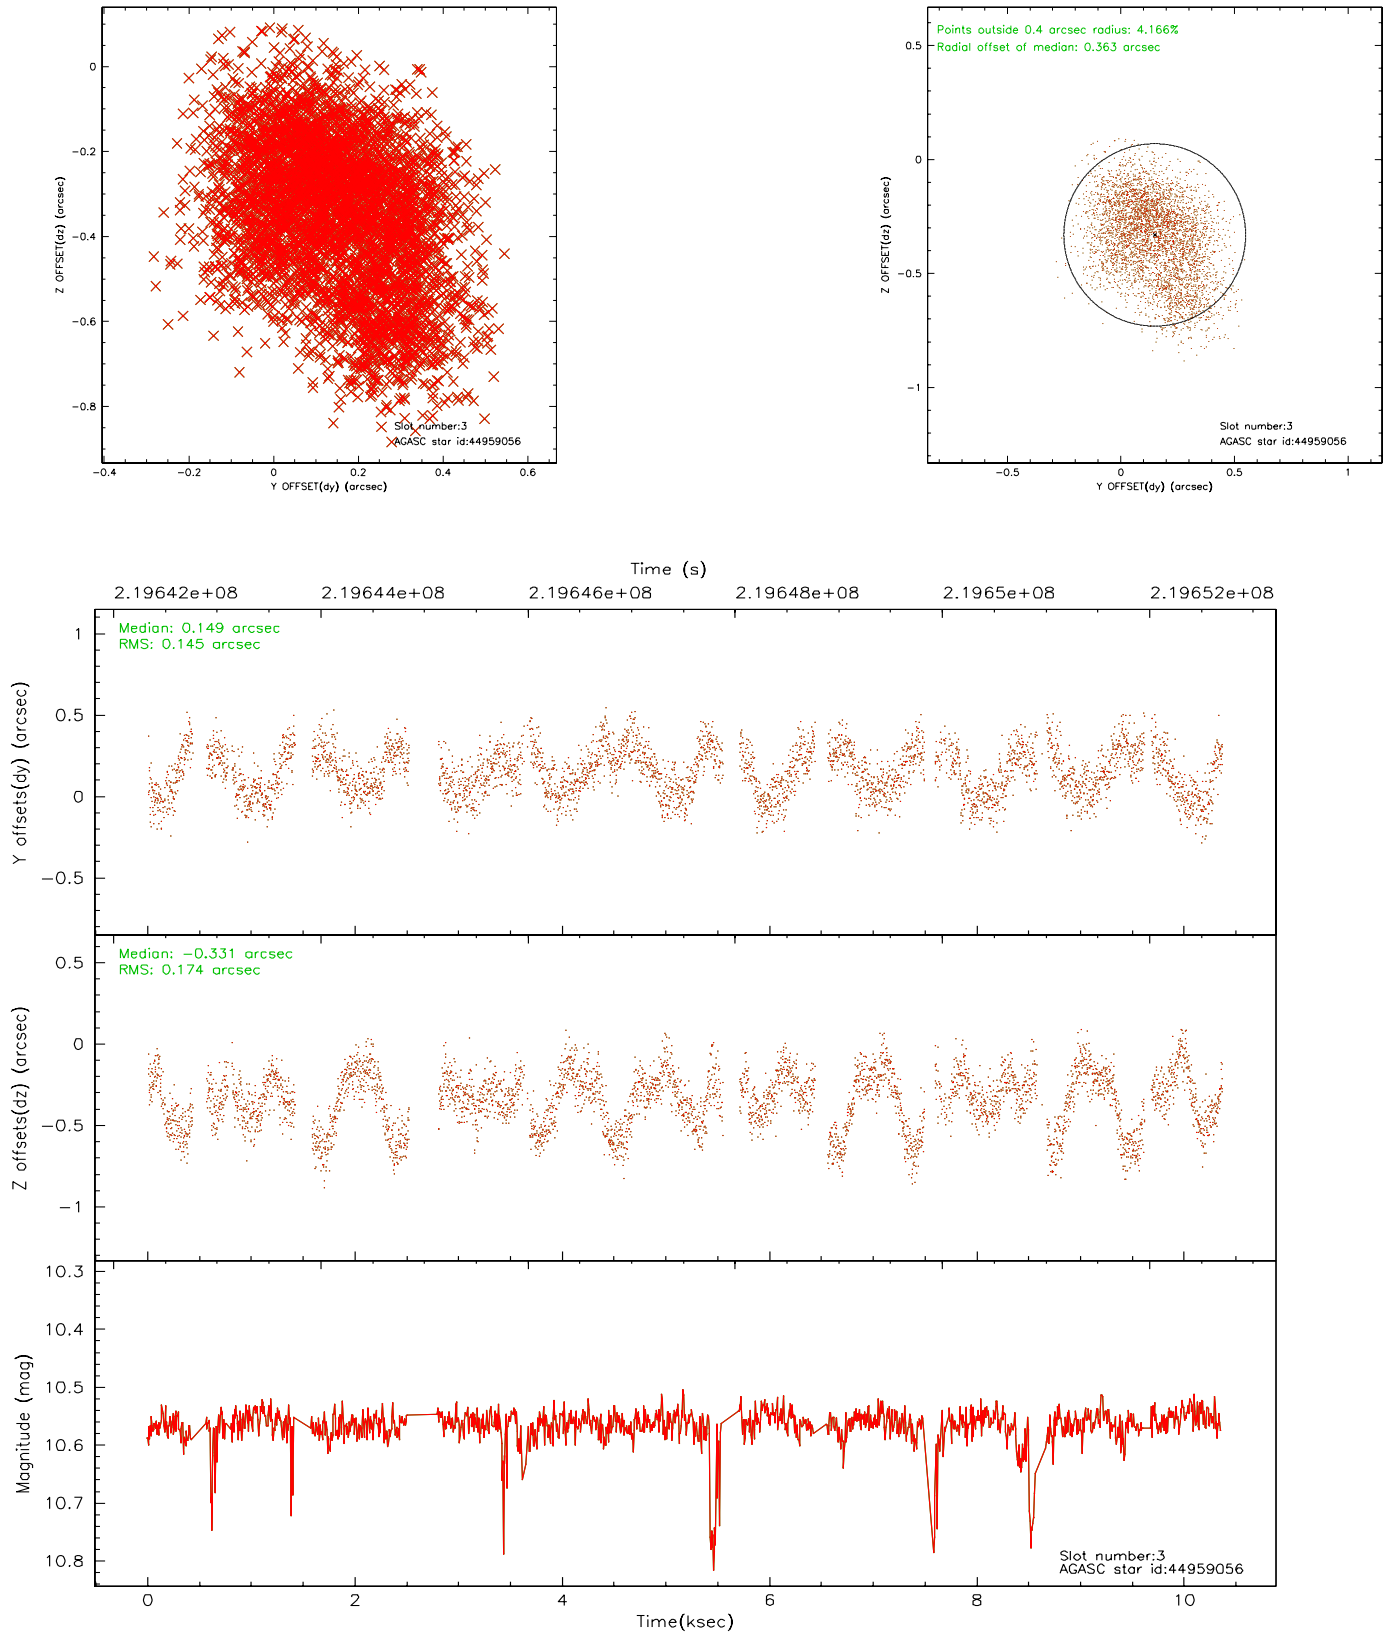 0
−0.2
−0.4
−0.6
−0.8
Z OFFSET(dz) (arcsec)
Slot number:3
AGASC star id:44959056
−0.4 −0.2 0 0.2 0.4 0.6
Y OFFSET(dy) (arcsec)
Points outside 0.4 arcsec radius: 4.166%
Radial offset of median: 0.363 arcsec
0.5
0
−0.5
−1
Z OFFSET(dz) (arcsec)
Slot number:3
AGASC star id:44959056
−0.5 0 0.5 1
Y OFFSET(dy) (arcsec)
Time (s)
2.19642e+08 2.19644e+08 2.19646e+08 2.19648e+08 2.1965e+08 2.19652e+08
Median: 0.149 arcsec
RMS: 0.145 arcsec
1
0.5
0
−0.5
Y offsets(dy) (arcsec)
Median: −0.331 arcsec
RMS: 0.174 arcsec
0.5
0
−0.5
−1
Z offsets(dz) (arcsec)
10.3
10.4
10.5
10.6
10.7
10.8
Magnitude (mag)
Slot number:3
AGASC star id:44959056
0 2 4 6 8 10
Time(ksec)